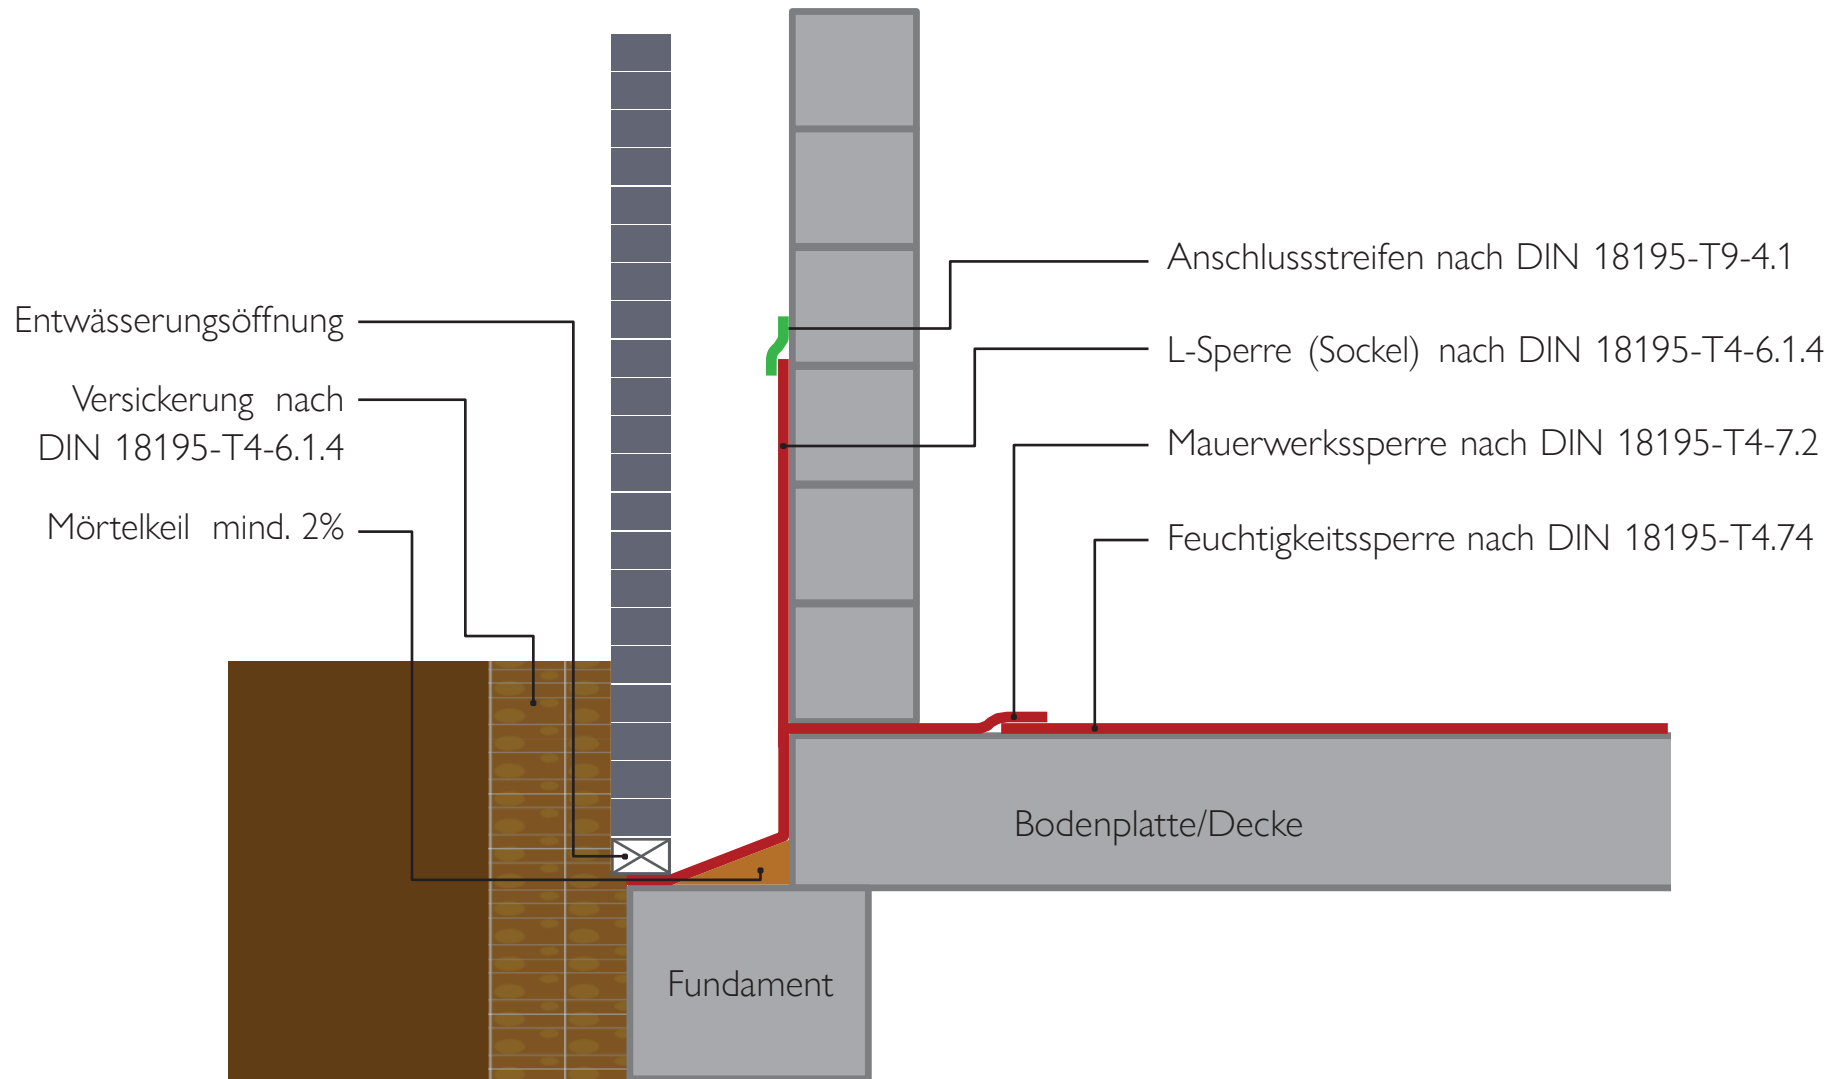 Entwässerungsöffnung
Versickerung nach
DIN 18195-T4-6.1.4
Mörtelkeil mind. 2%
Anschlussstreifen nach DIN 18195-T9-4.1
L-Sperre (Sockel) nach DIN 18195-T4-6.1.4
Mauerwerkssperre nach DIN 18195-T4-7.2
Feuchtigkeitssperre nach DIN 18195-T4.74
Bodenplatte/Decke
Fundament